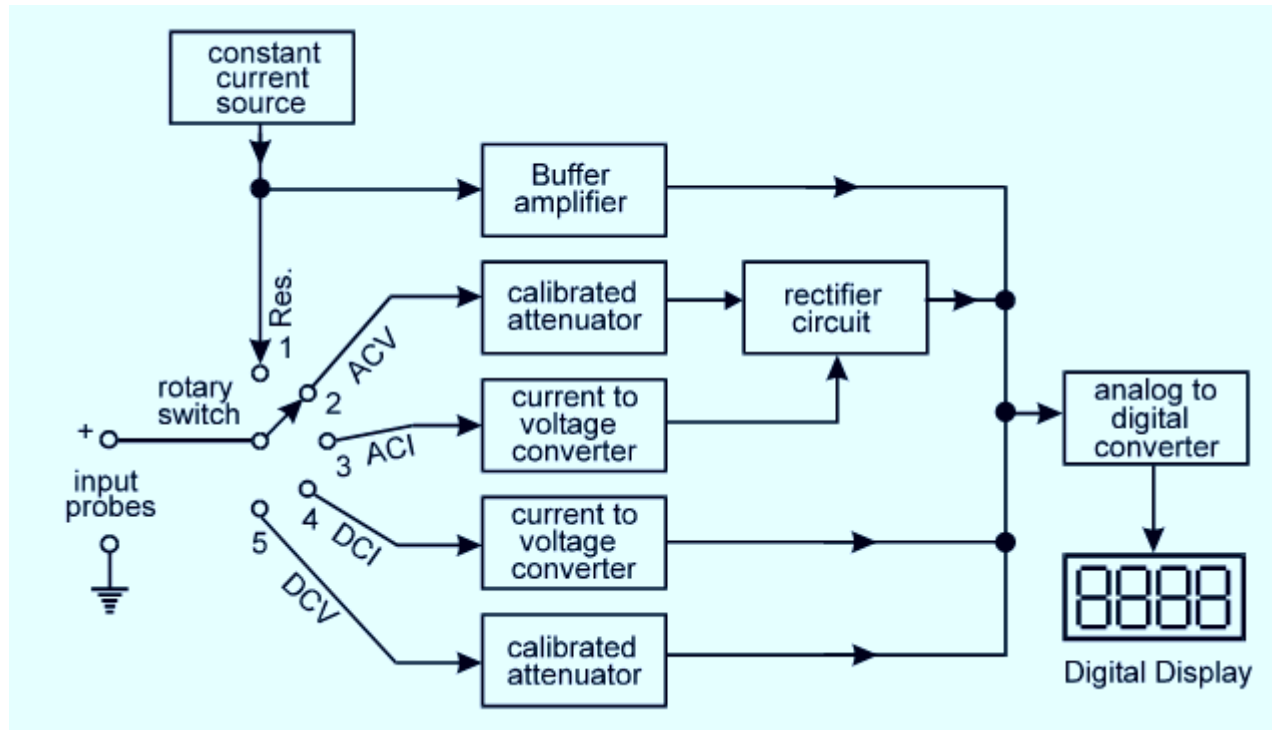 constant
current
source
Buffer
amplifier
Res.
1
calibrated
attenuator
rectifier
circuit
ACV
2
rotary
switch
+
input
probes
current to
voltage
converter
3
ACI
analog to
digital
converter
4
DCI
current to
voltage
converter
5
DCV
calibrated
attenuator
8888
Digital Display